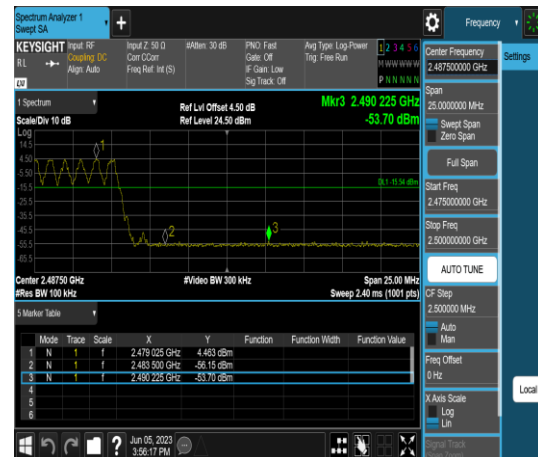 Spectrum Analyzer 1
Swept SA
+
Frequency
KEYSIGHT
RL
LXI
Input: RF
Coupling: DC
Align: Auto
Input Z: 50 Ω
Corr CCorr
Freq Ref: Int (S)
#Atten: 30 dB
PNO: Fast
Gate: Off
IF Gain: Low
Sig Track: Off
Avg Type: Log-Power
Trig: Free Run
1 2 3 4 5 6
M W W W W W
P N N N N N
Center Frequency
2.487500000 GHz
Settings
Span
25.0000000 MHz
Swept Span
Zero Span
Full Span
Start Freq
2.475000000 GHz
Stop Freq
2.500000000 GHz
AUTO TUNE
CF Step
2.500000 MHz
Auto
Man
Freq Offset
0 Hz
X Axis Scale
Log
Lin
Signal Track
Local
1 Spectrum
Scale/Div 10 dB
Ref Lvl Offset 4.50 dB
Ref Level 24.50 dBm
Mkr3 2.490 225 GHz
-53.70 dBm
Log
14.5
4.50
-5.50
-15.5
-25.5
-35.5
-45.5
-55.5
-65.5
1
2
3
DL1 -15.54 dBm
Center 2.48750 GHz
#Res BW 100 kHz
#Video BW 300 kHz
Span 25.00 MHz
Sweep 2.40 ms (1001 pts)
5 Marker Table
Mode Trace Scale X Y Function Function Width Function Value
1 N 1 f 2.479 025 GHz 4.463 dBm
2 N 1 f 2.483 500 GHz -56.15 dBm
3 N 1 f 2.490 225 GHz -53.70 dBm
4
5
6
?
Jun 05, 2023
3:56:17 PM